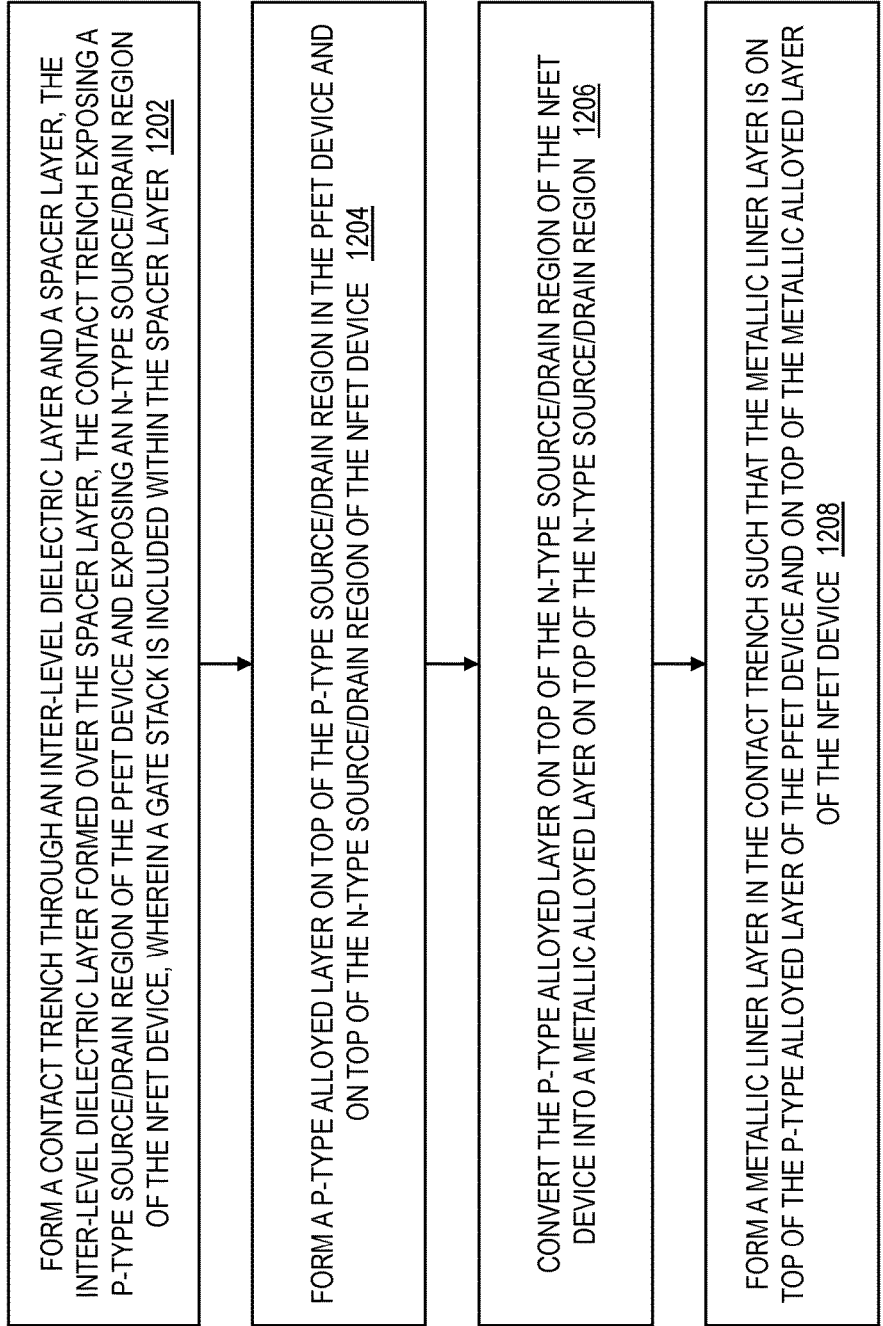 FORM A CONTACT TRENCH THROUGH AN INTER-LEVEL DIELECTRIC LAYER AND A SPACER LAYER, THE
INTER-LEVEL DIELECTRIC LAYER FORMED OVER THE SPACER LAYER, THE CONTACT TRENCH EXPOSING A
P-TYPE SOURCE/DRAIN REGION OF THE PFET DEVICE AND EXPOSING AN N-TYPE SOURCE/DRAIN REGION
OF THE NFET DEVICE, WHEREIN A GATE STACK IS INCLUDED WITHIN THE SPACER LAYER 1202
FORM A P-TYPE ALLOYED LAYER ON TOP OF THE P-TYPE SOURCE/DRAIN REGION IN THE PFET DEVICE AND
ON TOP OF THE N-TYPE SOURCE/DRAIN REGION OF THE NFET DEVICE 1204
CONVERT THE P-TYPE ALLOYED LAYER ON TOP OF THE N-TYPE SOURCE/DRAIN REGION OF THE NFET
DEVICE INTO A METALLIC ALLOYED LAYER ON TOP OF THE N-TYPE SOURCE/DRAIN REGION 1206
FORM A METALLIC LINER LAYER IN THE CONTACT TRENCH SUCH THAT THE METALLIC LINER LAYER IS ON
TOP OF THE P-TYPE ALLOYED LAYER OF THE PFET DEVICE AND ON TOP OF THE METALLIC ALLOYED LAYER
OF THE NFET DEVICE 1208